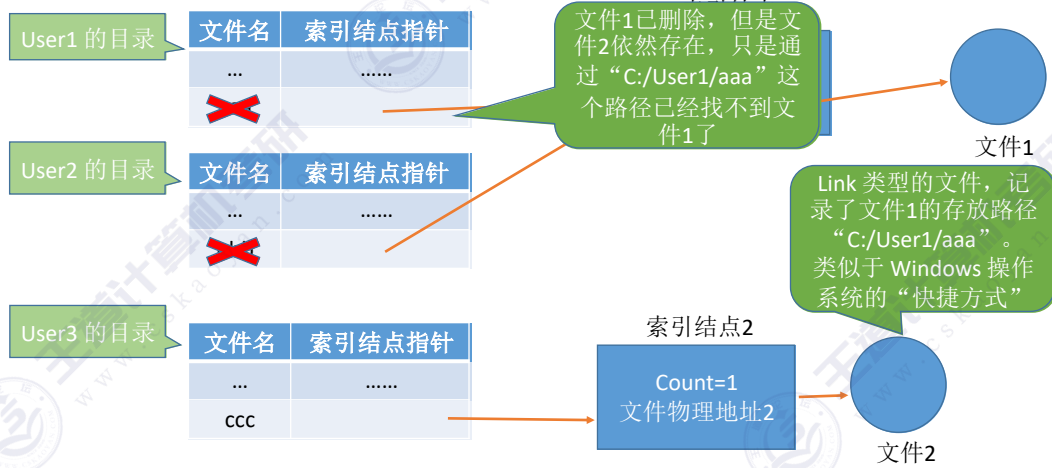 User1 的目录
文件名 索引结点指针
… ……
文件1已删除，但是文
件2依然存在，只是通
过“C:/User1/aaa”这
个路径已经找不到文
件1了
文件1
User2 的目录
文件名 索引结点指针
… ……
Link 类型的文件，记
录了文件1的存放路径
“C:/User1/aaa”。
类似于 Windows 操作
系统的“快捷方式”
User3 的目录
文件名 索引结点指针
… ……
ccc
索引结点2
Count=1
文件物理地址2
文件2